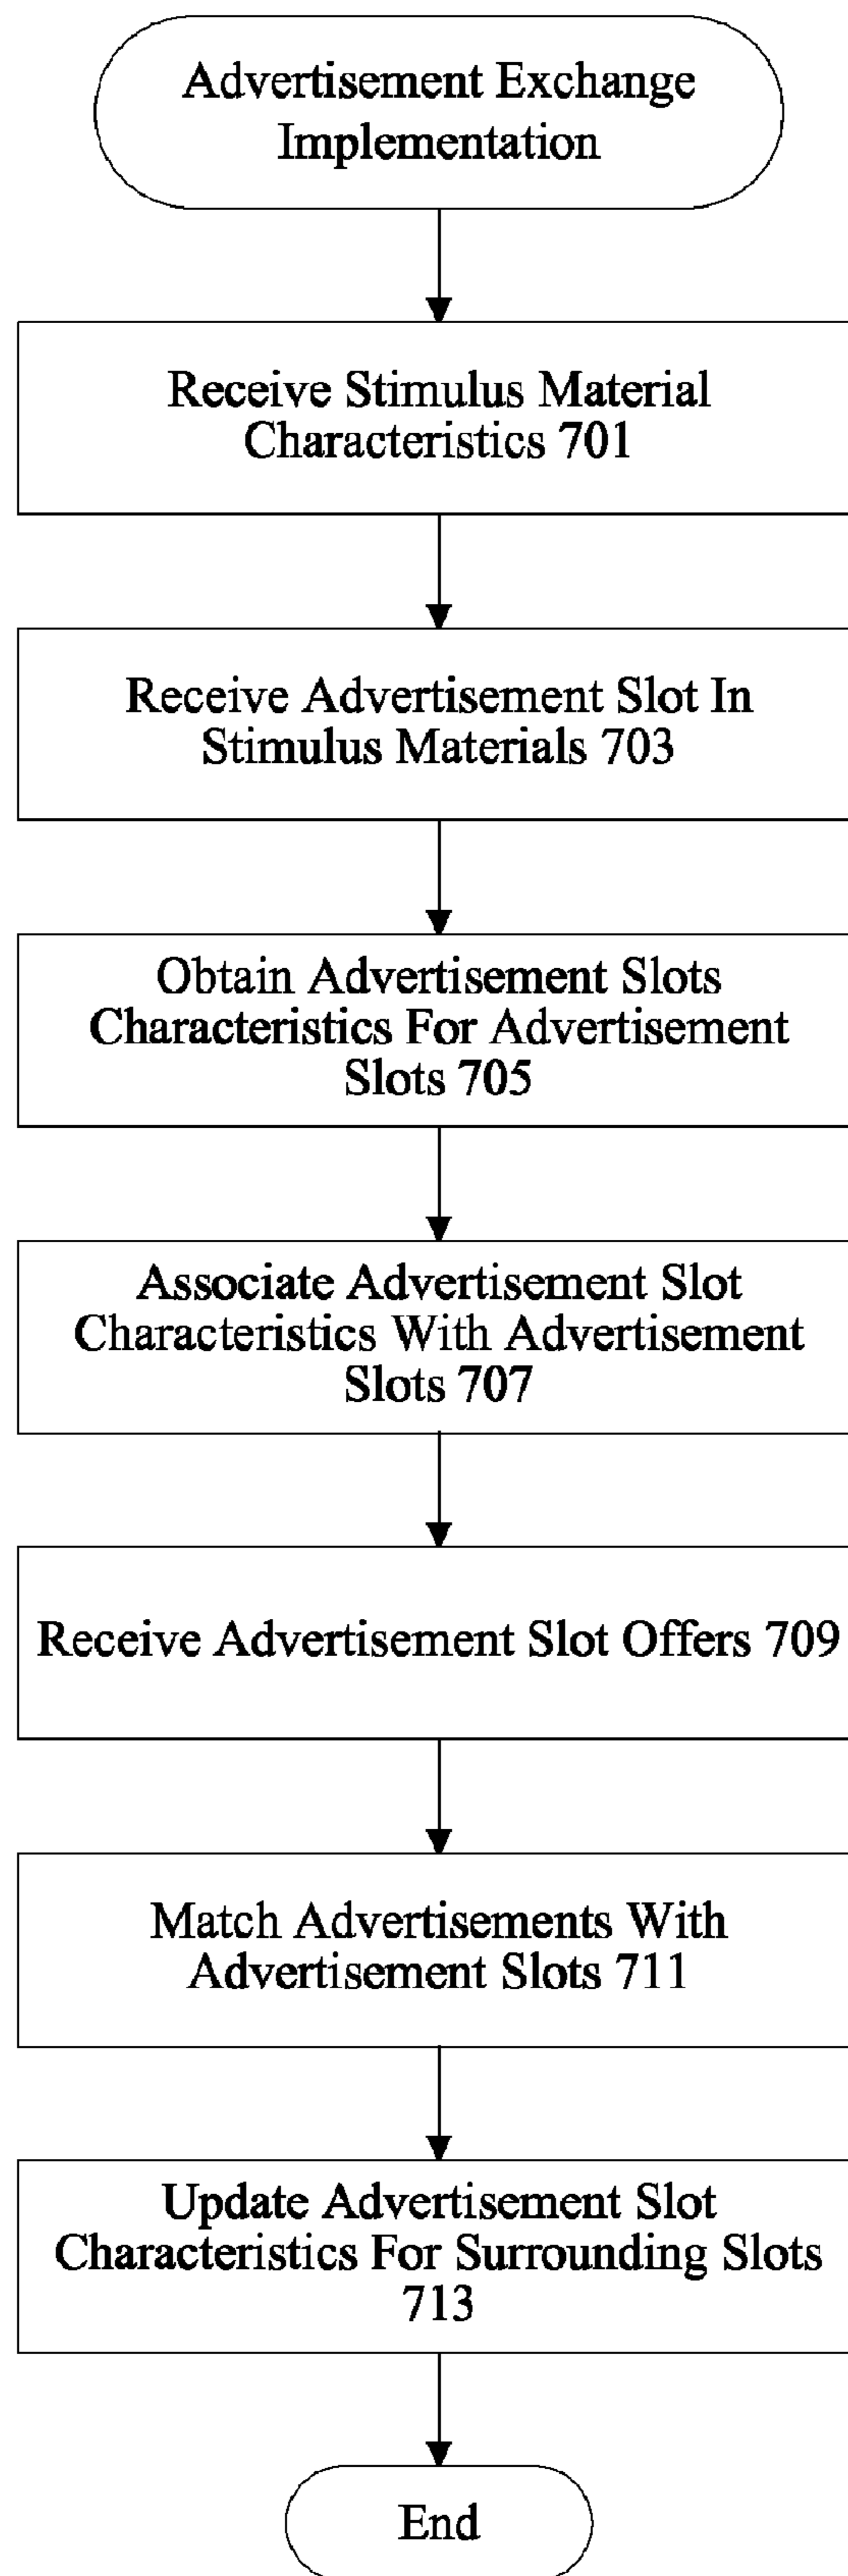 Advertisement Exchange
Implementation
Receive Stimulus Material
Characteristics 701
Receive Advertisement Slot In
Stimulus Materials 703
Obtain Advertisement Slots
Characteristics For Advertisement
Slots 705
Associate Advertisement Slot
Characteristics With Advertisement
Slots 707
Receive Advertisement Slot Offers 709
Match Advertisements With
Advertisement Slots 711
Update Advertisement Slot
Characteristics For Surrounding Slots
713
End